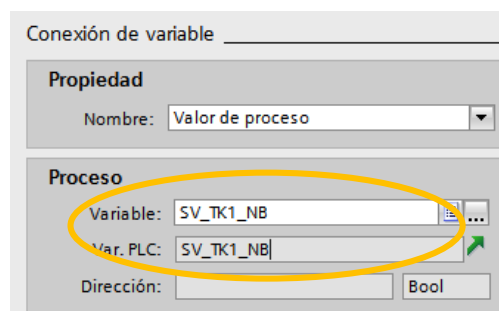 Conexión de variable
Propiedad
Nombre: Valor de proceso
Proceso
Variable: SV_TK1_NB ...
Var. PLC: SV_TK1_NB
Dirección: Bool